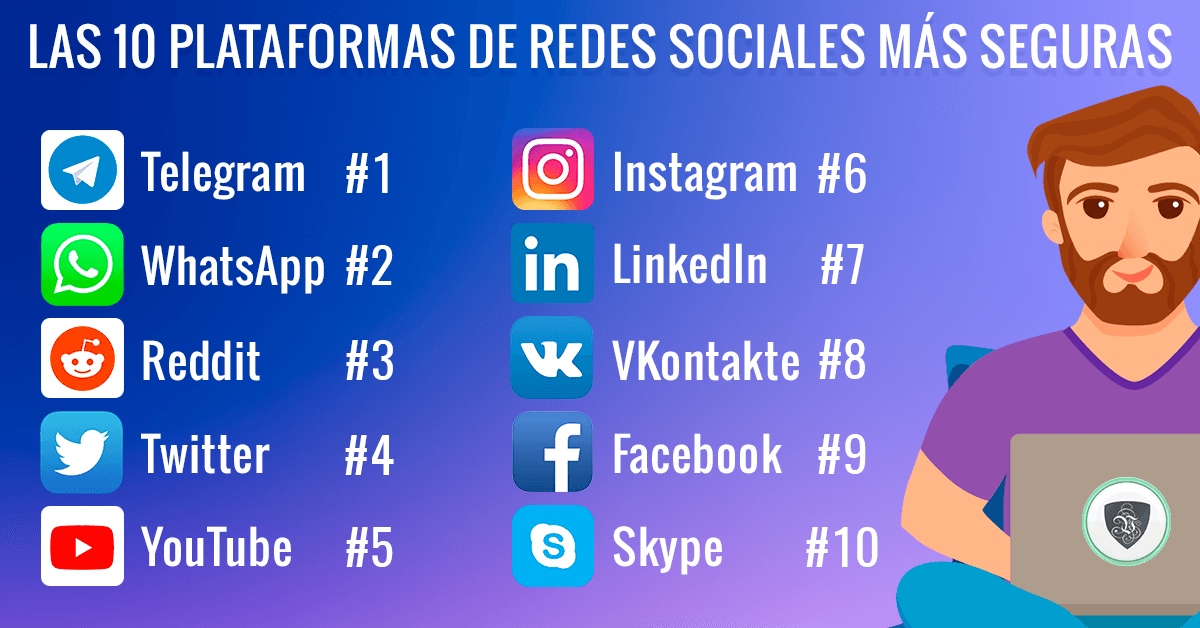 LAS 10 PLATAFORMAS DE REDES SOCIALES MÁS SEGURAS
Telegram #1
WhatsApp #2
Reddit #3
Twitter #4
YouTube #5
Instagram #6
in LinkedIn #7
VKontakte #8
f Facebook #9
S Skype #10